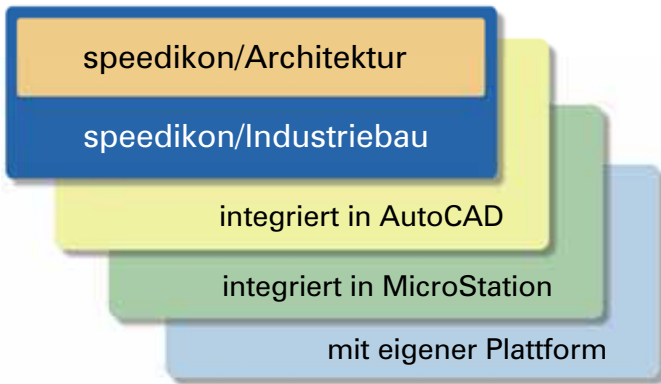 speedikon/Architektur
speedikon/Industriebau
integriert in AutoCAD
integriert in MicroStation
mit eigener Plattform